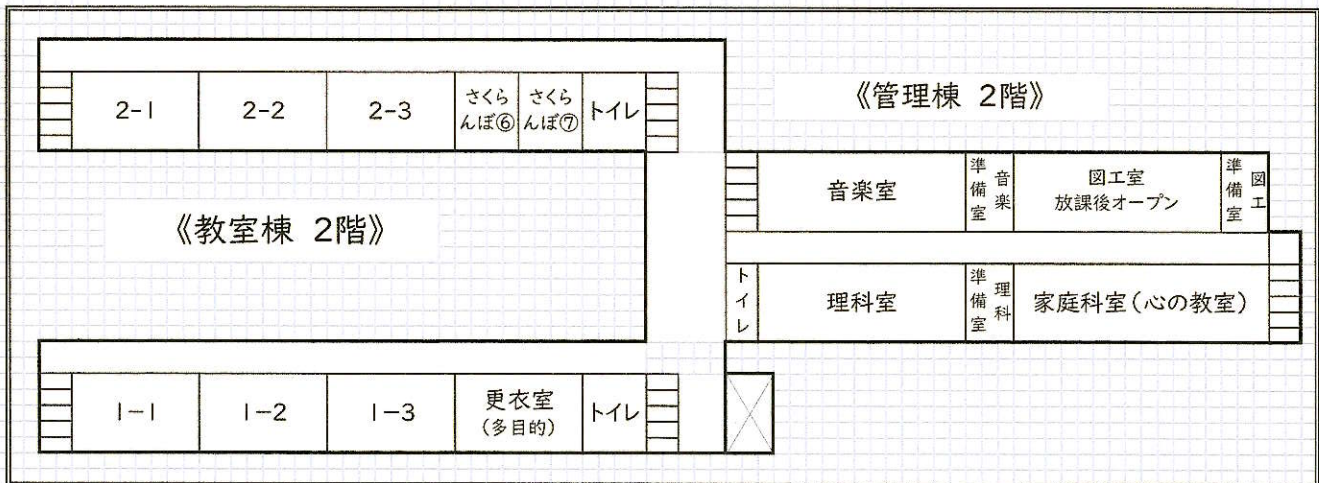 2-1
2-2
2-3
さくら
んぼ⑥
さくら
んぼ⑦
トイレ
《管理棟 2階》
音楽室
音楽
準備室
図工室
放課後オープン
図工
準備室
《教室棟 2階》
トイレ
理科室
理科
準備室
家庭科室(心の教室)
1-1
1-2
1-3
更衣室
(多目的)
トイレ